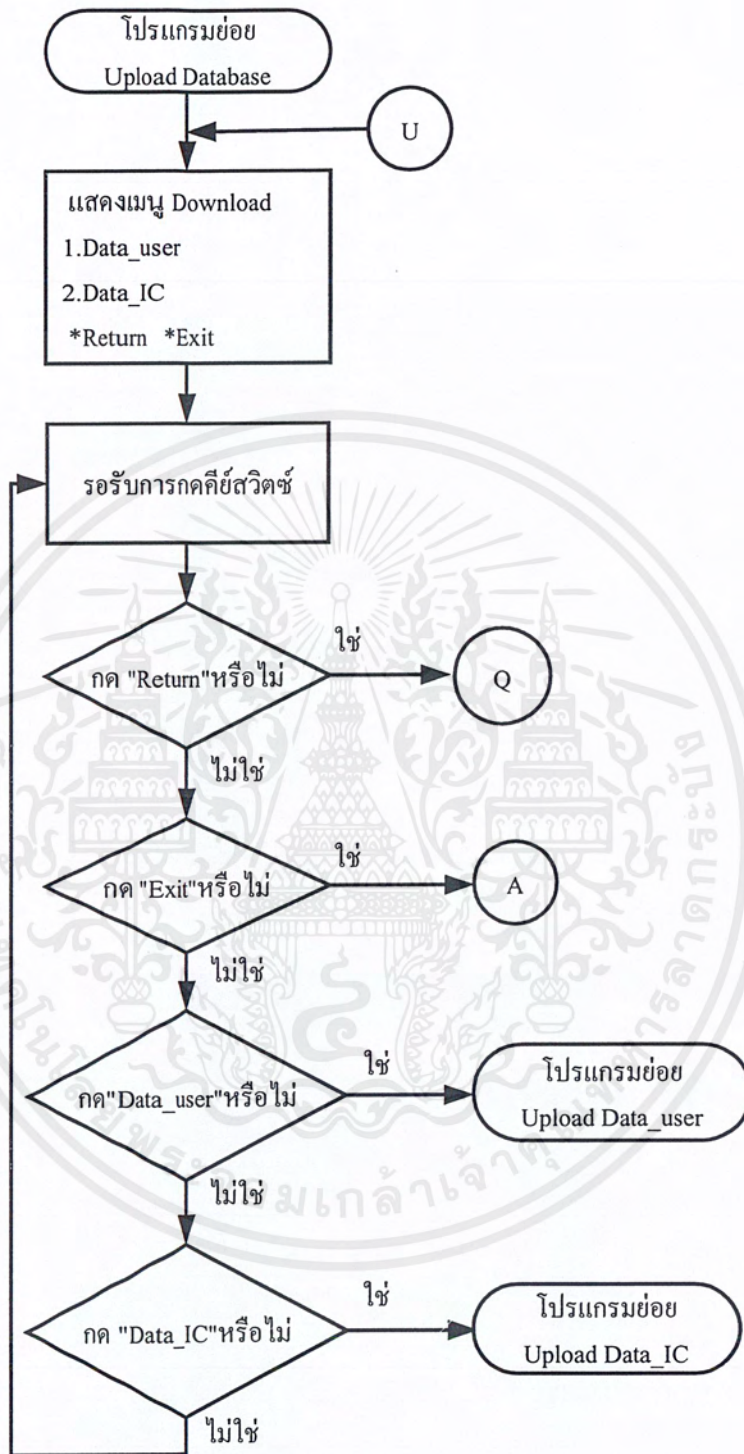 โปรแกรมย่อย
Upload Database
U
แสดงเมนู Download
1.Data_user
2.Data_IC
*Return *Exit
รอรับการกดคีย์สวิตซ์
กด "Return"หรือไม่
ใช่
Q
ไม่ใช่
กด "Exit"หรือไม่
ใช่
A
ไม่ใช่
กด"Data_user"หรือไม่
ใช่
โปรแกรมย่อย
Upload Data_user
ไม่ใช่
กด "Data_IC"หรือไม่
ใช่
โปรแกรมย่อย
Upload Data_IC
ไม่ใช่